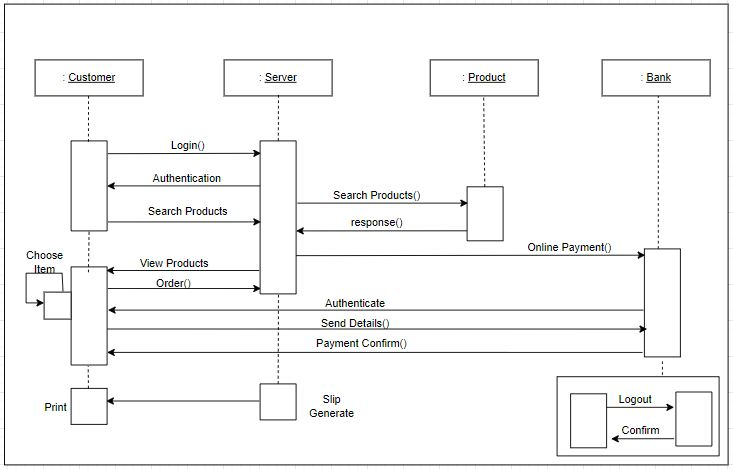 : Customer
: Server
: Product
: Bank
Login()
Authentication
Search Products()
Search Products
response()
Online Payment()
Choose
Item
View Products
Order()
Authenticate
Send Details()
Payment Confirm()
Print
Slip
Generate
Logout
Confirm